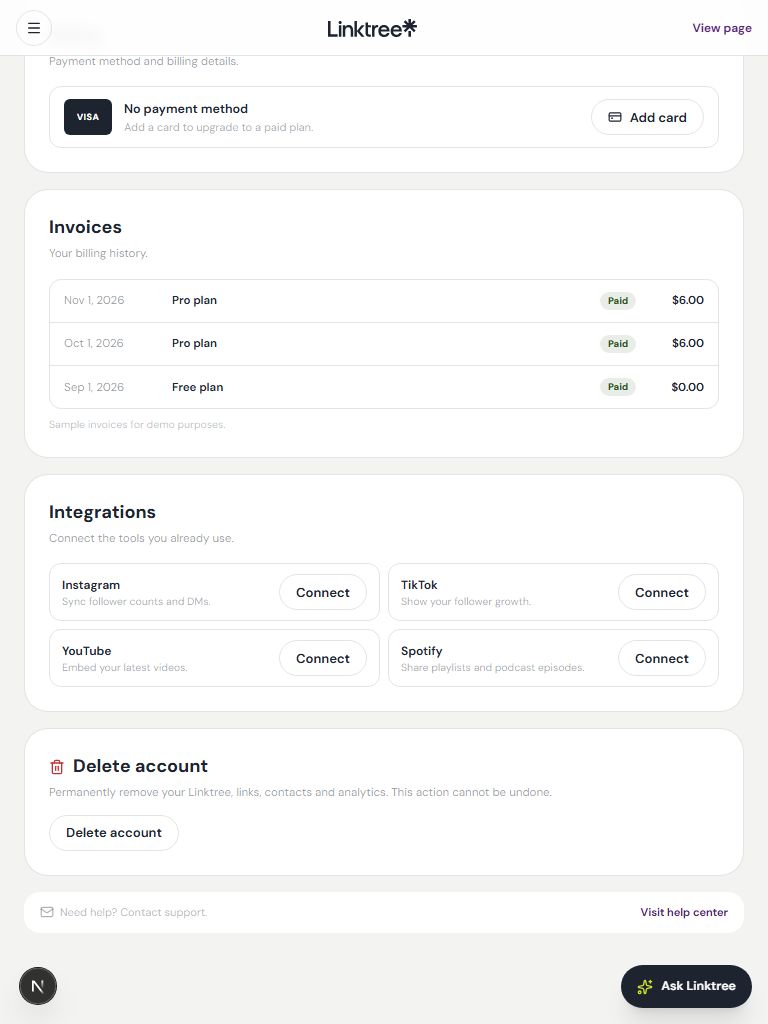 Linktree
View page
Payment method and billing details.
VISA
No payment method
Add a card to upgrade to a paid plan.
Add card
Invoices
Your billing history.
Nov 1, 2026 Pro plan Paid $6.00
Oct 1, 2026 Pro plan Paid $6.00
Sep 1, 2026 Free plan Paid $0.00
Sample invoices for demo purposes.
Integrations
Connect the tools you already use.
Instagram
Sync follower counts and DMs.
Connect
TikTok
Show your follower growth.
Connect
YouTube
Embed your latest videos.
Connect
Spotify
Share playlists and podcast episodes.
Connect
Delete account
Permanently remove your Linktree, links, contacts and analytics. This action cannot be undone.
Delete account
Need help? Contact support.
Visit help center
N
Ask Linktree